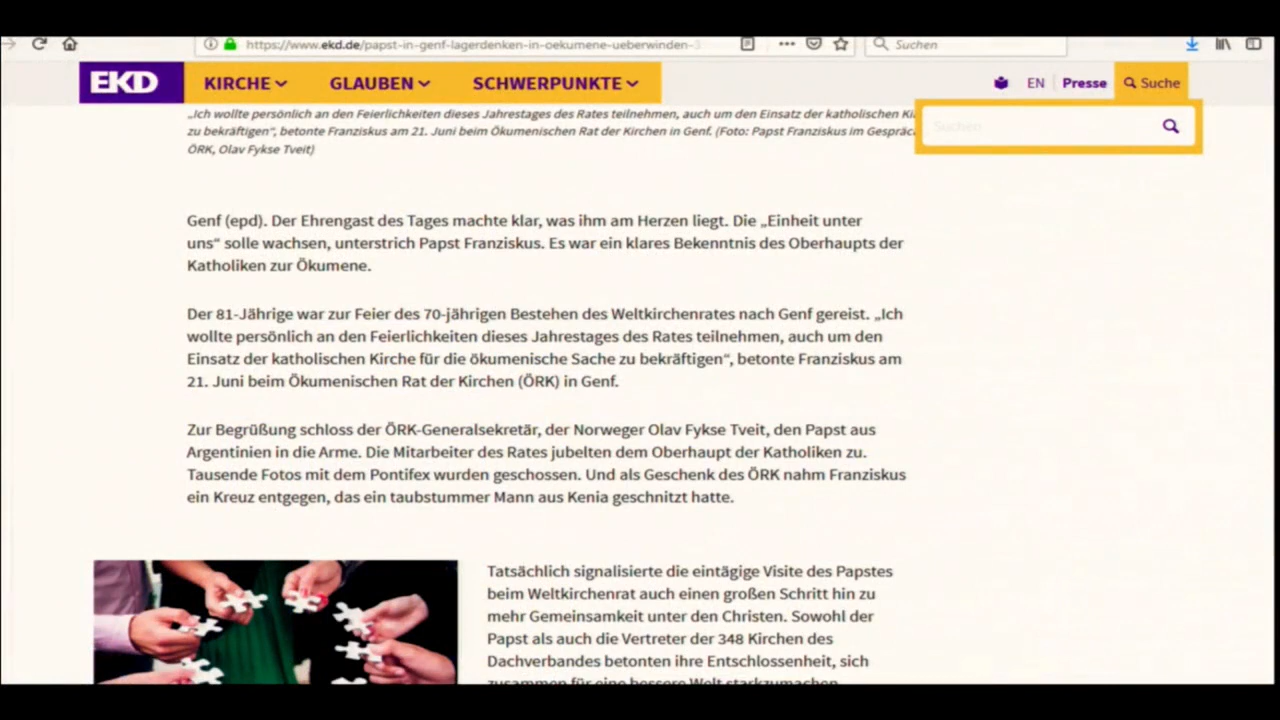 https://www.ekd.de/papst-in-genf-lagerdenken-in-oekumene-ueberwinden-3
Suchen
EKD
KIRCHE
GLAUBEN
SCHWERPUNKTE
EN
Presse
Suche
Suchen
„Ich wollte persönlich an den Feierlichkeiten dieses Jahrestages des Rates teilnehmen, auch um den Einsatz der katholischen
zu bekräftigen“, betonte Franziskus am 21. Juni beim Ökumenischen Rat der Kirchen in Genf. (Foto: Papst Franziskus im
ÖRK, Olav Fykse Tveit)
Genf (epd). Der Ehrengast des Tages machte klar, was ihm am Herzen liegt. Die „Einheit unter
uns“ solle wachsen, unterstrich Papst Franziskus. Es war ein klares Bekenntnis des Oberhaupts der
Katholiken zur Ökumene.
Der 81-Jährige war zur Feier des 70-jährigen Bestehen des Weltkirchenrates nach Genf gereist. „Ich
wollte persönlich an den Feierlichkeiten dieses Jahrestages des Rates teilnehmen, auch um den
Einsatz der katholischen Kirche für die ökumenische Sache zu bekräftigen“, betonte Franziskus am
21. Juni beim Ökumenischen Rat der Kirchen (ÖRK) in Genf.
Zur Begrüßung schloss der ÖRK-Generalsekretär, der Norweger Olav Fykse Tveit, den Papst aus
Argentinien in die Arme. Die Mitarbeiter des Rates jubelten dem Oberhaupt der Katholiken zu.
Tausende Fotos mit dem Pontifex wurden geschossen. Und als Geschenk des ÖRK nahm Franziskus
ein Kreuz entgegen, das ein taubstummer Mann aus Kenia geschnitzt hatte.
Tatsächlich signalisierte die eintägige Visite des Papstes
beim Weltkirchenrat auch einen großen Schritt hin zu
mehr Gemeinsamkeit unter den Christen. Sowohl der
Papst als auch die Vertreter der 348 Kirchen des
Dachverbandes betonten ihre Entschlossenheit, sich
zusammen für eine bessere Welt starkzumachen